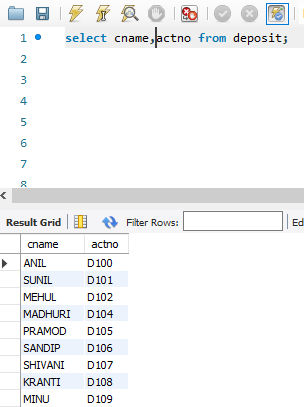 1 select cname,actno from deposit;
2
3
4
5
6
7
8
Result Grid Filter Rows: Ed
cname actno
ANIL D100
SUNIL D101
MEHUL D102
MADHURI D104
PRAMOD D105
SANDIP D106
SHIVANI D107
KRANTI D108
MINU D109